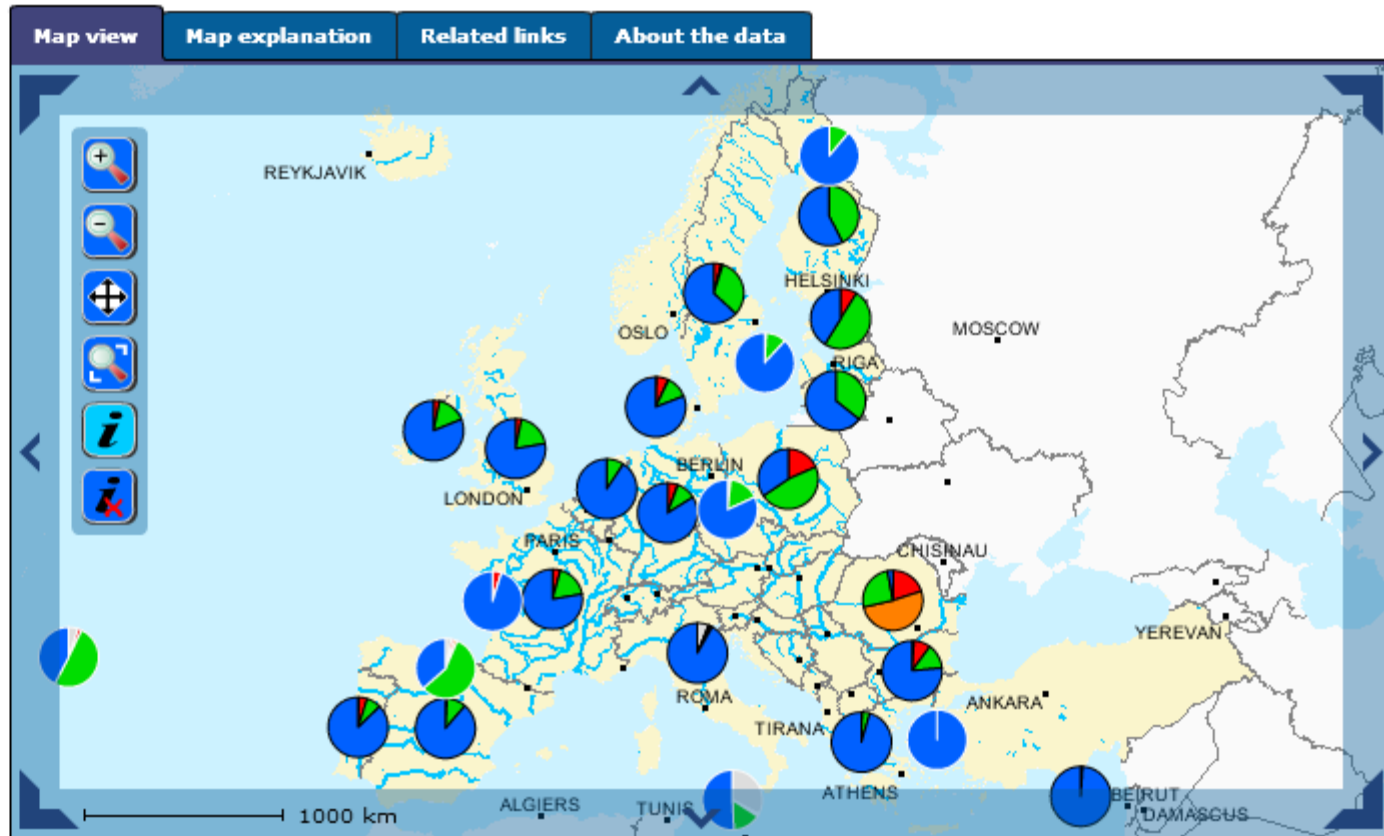 Map view
Map explanation
Related links
About the data
REYKJAVIK
HELSINKI
OSLO
MOSCOW
RIGA
BERLIN
LONDON
PARIS
CHISINAU
YEREVAN
ROMA
ANKARA
TIRANA
ATHENS
BEIRUT
ALGIERS
TUNIS
DAMASCUS
1000 km